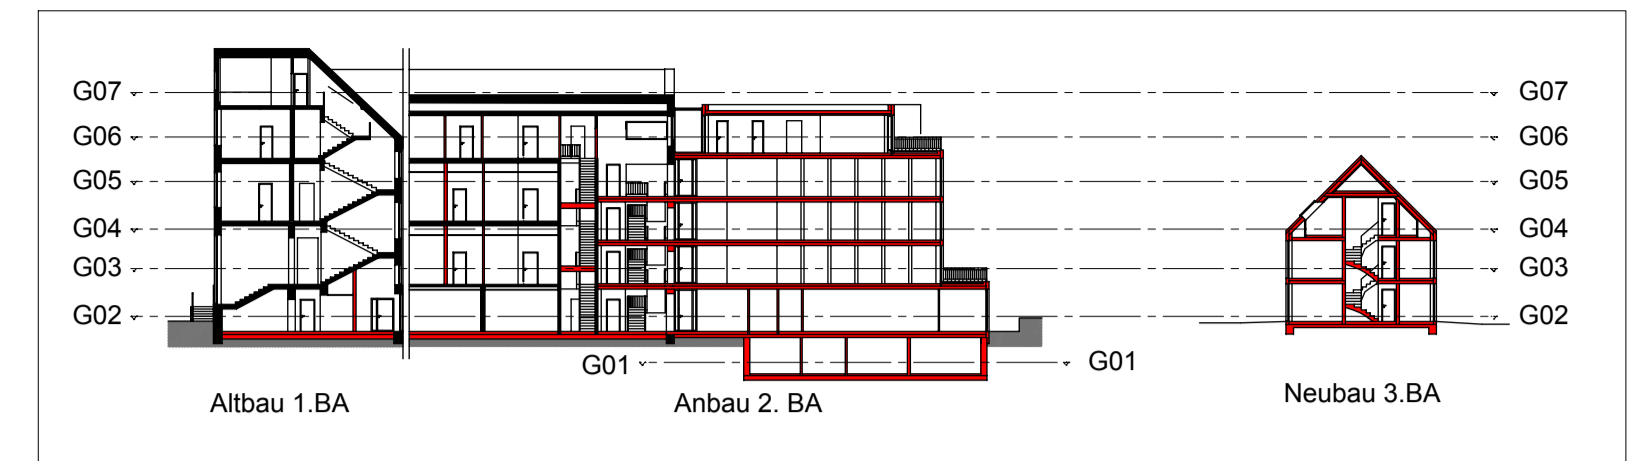 G07 G07
G06 G06
G05 G05
G04 G04
G03 G03
G02 G02
G01 G01
Altbau 1.BA Anbau 2. BA Neubau 3.BA